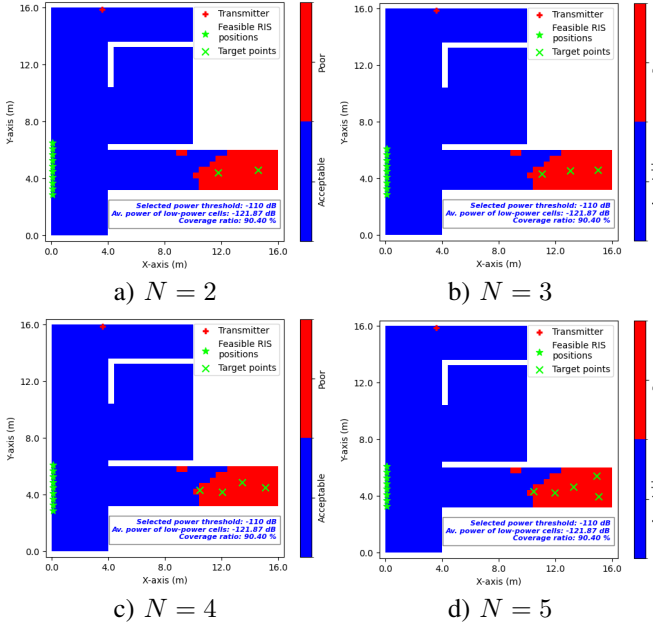 16.0
12.0
8.0
4.0
0.0
Y-axis (m)
0.0 4.0 8.0 12.0 16.0
X-axis (m)
Transmitter
Feasible RIS
positions
Target points
Selected power threshold: -110 dB
Av. power of low-power cells: -121.87 dB
Coverage ratio: 90.40 %
Poor
Acceptable
a) N = 2
16.0
12.0
8.0
4.0
0.0
Y-axis (m)
0.0 4.0 8.0 12.0 16.0
X-axis (m)
Transmitter
Feasible RIS
positions
Target points
Selected power threshold: -110 dB
Av. power of low-power cells: -121.87 dB
Coverage ratio: 90.40 %
b) N = 3
16.0
12.0
8.0
4.0
0.0
Y-axis (m)
0.0 4.0 8.0 12.0 16.0
X-axis (m)
Transmitter
Feasible RIS
positions
Target points
Selected power threshold: -110 dB
Av. power of low-power cells: -121.87 dB
Coverage ratio: 90.40 %
Poor
Acceptable
c) N = 4
16.0
12.0
8.0
4.0
0.0
Y-axis (m)
0.0 4.0 8.0 12.0 16.0
X-axis (m)
Transmitter
Feasible RIS
positions
Target points
Selected power threshold: -110 dB
Av. power of low-power cells: -121.87 dB
Coverage ratio: 90.40 %
d) N = 5